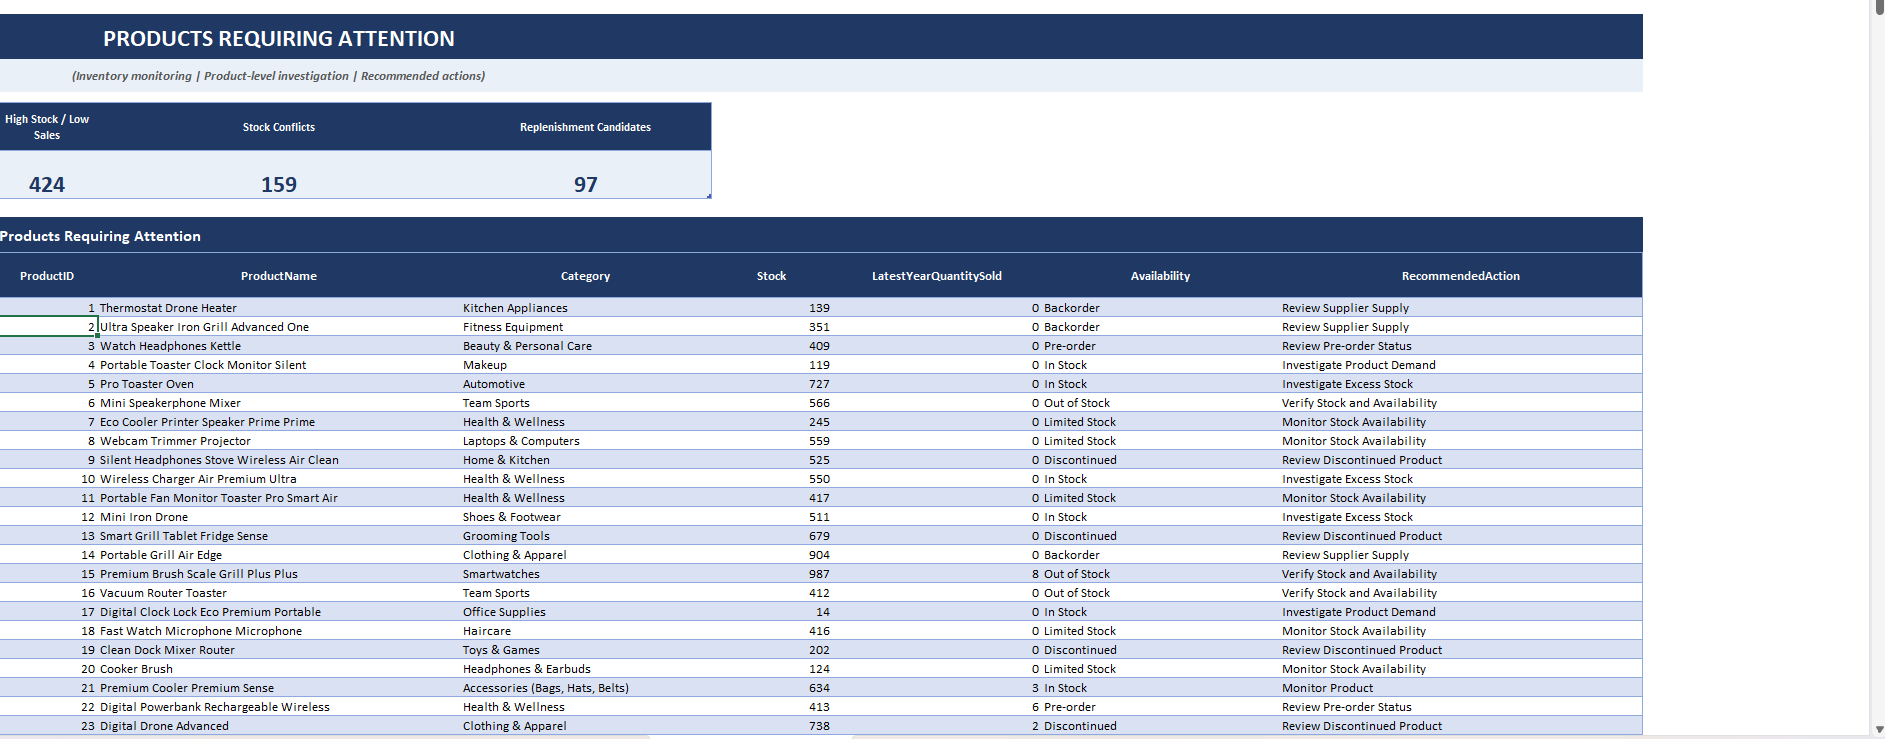 PRODUCTS REQUIRING ATTENTION
(Inventory monitoring | Product-level investigation | Recommended actions)
High Stock / Low Sales Stock Conflicts Replenishment Candidates
424 159 97
Products Requiring Attention
ProductID ProductName Category Stock LatestYearQuantitySold Availability RecommendedAction
1 Thermostat Drone Heater Kitchen Appliances 139 0 Backorder Review Supplier Supply
2 Ultra Speaker Iron Grill Advanced One Fitness Equipment 351 0 Backorder Review Supplier Supply
3 Watch Headphones Kettle Beauty & Personal Care 409 0 Pre-order Review Pre-order Status
4 Portable Toaster Clock Monitor Silent Makeup 119 0 In Stock Investigate Product Demand
5 Pro Toaster Oven Automotive 727 0 In Stock Investigate Excess Stock
6 Mini Speakerphone Mixer Team Sports 566 0 Out of Stock Verify Stock and Availability
7 Eco Cooler Printer Speaker Prime Prime Health & Wellness 245 0 Limited Stock Monitor Stock Availability
8 Webcam Trimmer Projector Laptops & Computers 559 0 Limited Stock Monitor Stock Availability
9 Silent Headphones Stove Wireless Air Clean Home & Kitchen 525 0 Discontinued Review Discontinued Product
10 Wireless Charger Air Premium Ultra Health & Wellness 550 0 In Stock Investigate Excess Stock
11 Portable Fan Monitor Toaster Pro Smart Air Health & Wellness 417 0 Limited Stock Monitor Stock Availability
12 Mini Iron Drone Shoes & Footwear 511 0 In Stock Investigate Excess Stock
13 Smart Grill Tablet Fridge Sense Grooming Tools 679 0 Discontinued Review Discontinued Product
14 Portable Grill Air Edge Clothing & Apparel 904 0 Backorder Review Supplier Supply
15 Premium Brush Scale Grill Plus Plus Smartwatches 987 8 Out of Stock Verify Stock and Availability
16 Vacuum Router Toaster Team Sports 412 0 Out of Stock Verify Stock and Availability
17 Digital Clock Lock Eco Premium Portable Office Supplies 14 0 In Stock Investigate Product Demand
18 Fast Watch Microphone Microphone Haircare 416 0 Limited Stock Monitor Stock Availability
19 Clean Dock Mixer Router Toys & Games 202 0 Discontinued Review Discontinued Product
20 Cooker Brush Headphones & Earbuds 124 0 Limited Stock Monitor Stock Availability
21 Premium Cooler Premium Sense Accessories (Bags, Hats, Belts) 634 3 In Stock Monitor Product
22 Digital Powerbank Rechargeable Wireless Health & Wellness 413 6 Pre-order Review Pre-order Status
23 Digital Drone Advanced Clothing & Apparel 738 2 Discontinued Review Discontinued Product